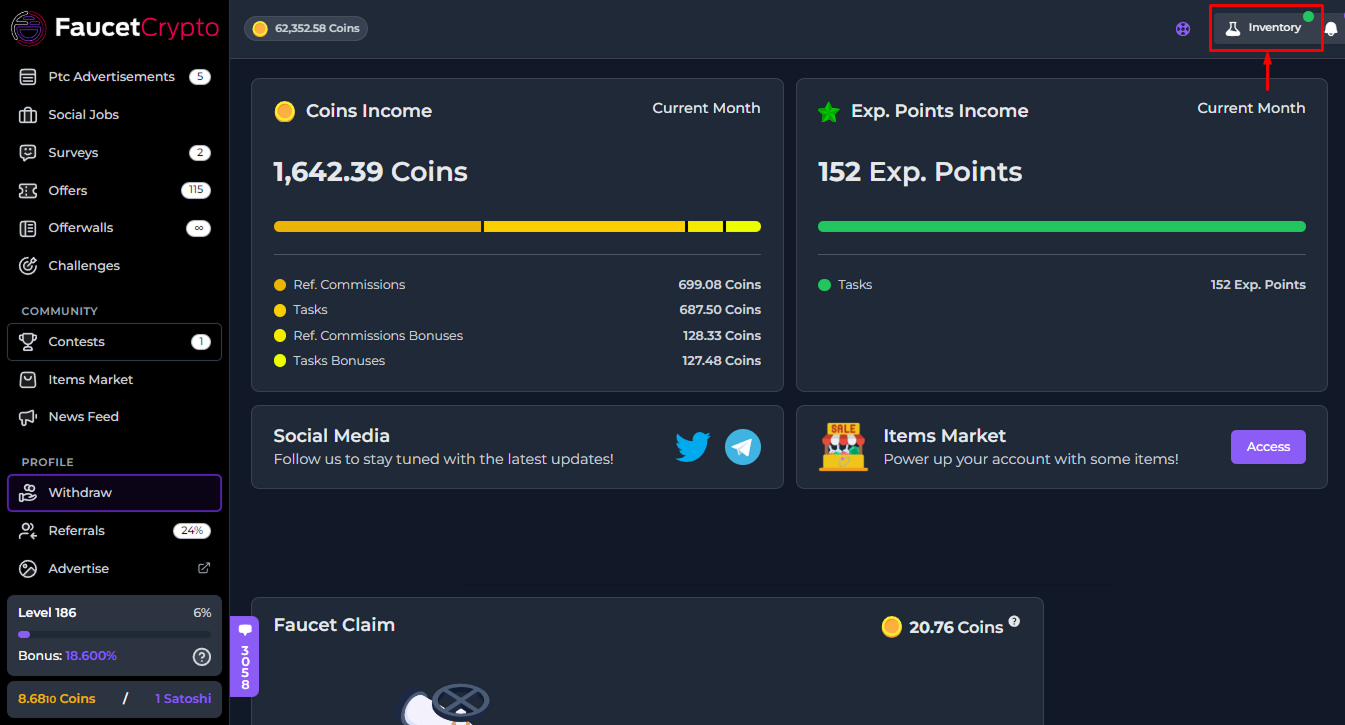 FaucetCrypto
Ptc Advertisements 5
Social Jobs
Surveys 2
Offers 115
Offerwalls ∞
Challenges
COMMUNITY
Contests 1
Items Market
News Feed
PROFILE
Withdraw
Referrals 24%
Advertise
Level 186 6%
Bonus: 18.600%
8.6810 Coins / 1 Satoshi
62,352.58 Coins
Inventory
Coins Income Current Month
1,642.39 Coins
Ref. Commissions 699.08 Coins
Tasks 687.50 Coins
Ref. Commissions Bonuses 128.33 Coins
Tasks Bonuses 127.48 Coins
Exp. Points Income Current Month
152 Exp. Points
Tasks 152 Exp. Points
Social Media
Follow us to stay tuned with the latest updates!
SALE
Items Market
Power up your account with some items!
Access
3058
Faucet Claim 20.76 Coins